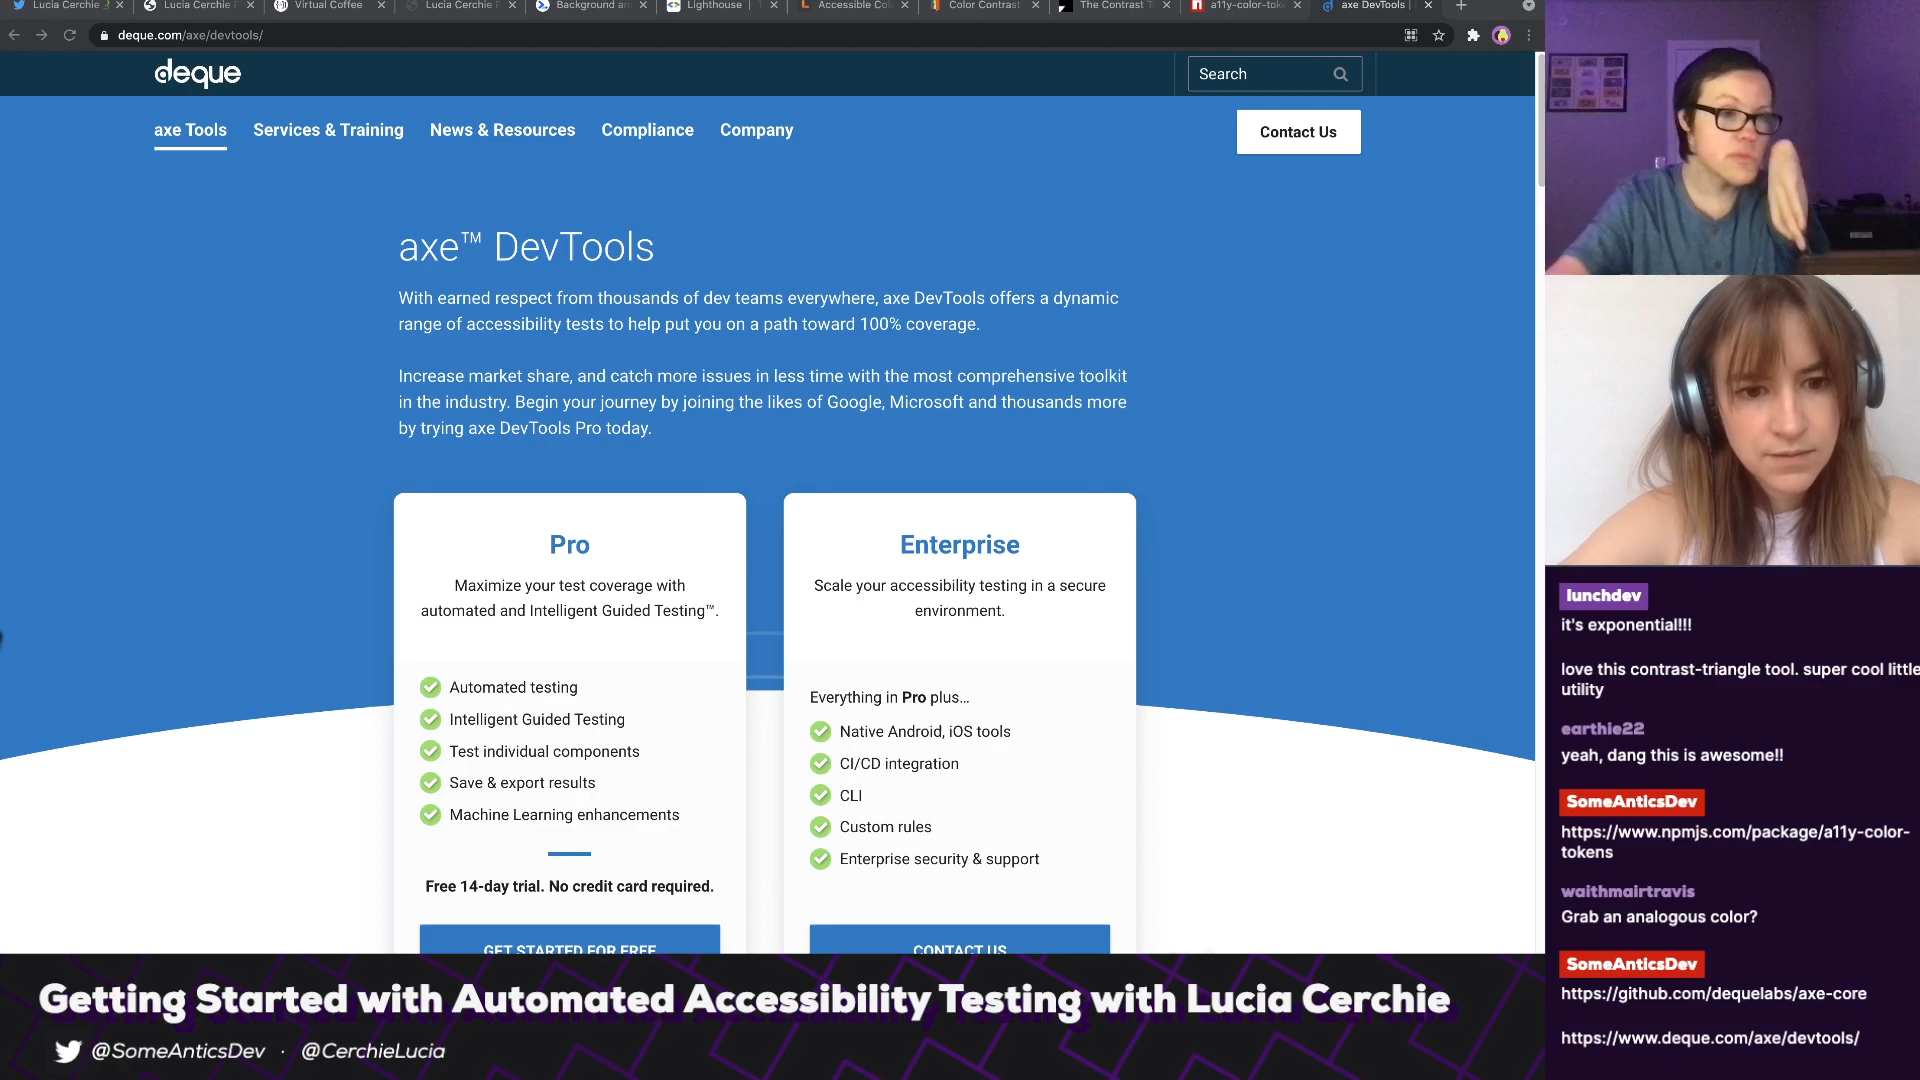 Lucia Cerchie
Lucia Cerchie
Virtual Coffee
Lucia Cerchie
Background an
Lighthouse
Accessible Col
Color Contrast
The Contrast T
a11y-color-tok
axe DevTools |
deque.com/axe/devtools/
deque
Search
axe Tools
Services & Training
News & Resources
Compliance
Company
Contact Us
axe™ DevTools
With earned respect from thousands of dev teams everywhere, axe DevTools offers a dynamic
range of accessibility tests to help put you on a path toward 100% coverage.
Increase market share, and catch more issues in less time with the most comprehensive toolkit
in the industry. Begin your journey by joining the likes of Google, Microsoft and thousands more
by trying axe DevTools Pro today.
Pro
Maximize your test coverage with
automated and Intelligent Guided Testing™.
Automated testing
Intelligent Guided Testing
Test individual components
Save & export results
Machine Learning enhancements
Free 14-day trial. No credit card required.
GET STARTED FOR FREE
Enterprise
Scale your accessibility testing in a secure
environment.
Everything in Pro plus...
Native Android, iOS tools
CI/CD integration
CLI
Custom rules
Enterprise security & support
CONTACT US
lunchdev
it's exponential!!!
love this contrast-triangle tool. super cool little
utility
earthie22
yeah, dang this is awesome!!
SomeAnticsDev
https://www.npmjs.com/package/a11y-color-
tokens
waithmairtravis
Grab an analogous color?
SomeAnticsDev
https://github.com/dequelabs/axe-core
https://www.deque.com/axe/devtools/
Getting Started with Automated Accessibility Testing with Lucia Cerchie
@SomeAnticsDev · @CerchieLucia